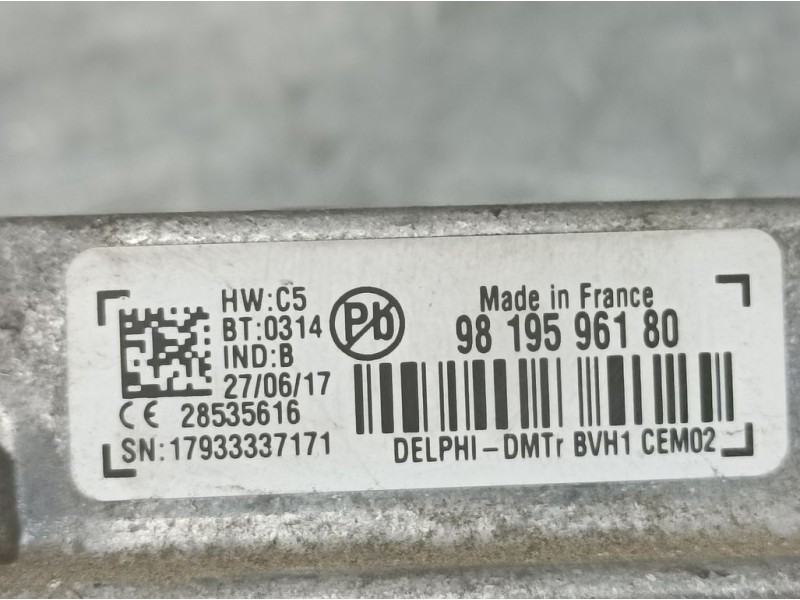 HW:C5
BT:0314
IND:B
27/06/17
CE 28535616
SN:17933337171
Pb
Made in France
98 195 961 80
DELPHI-DMTr BVH1 CEM02